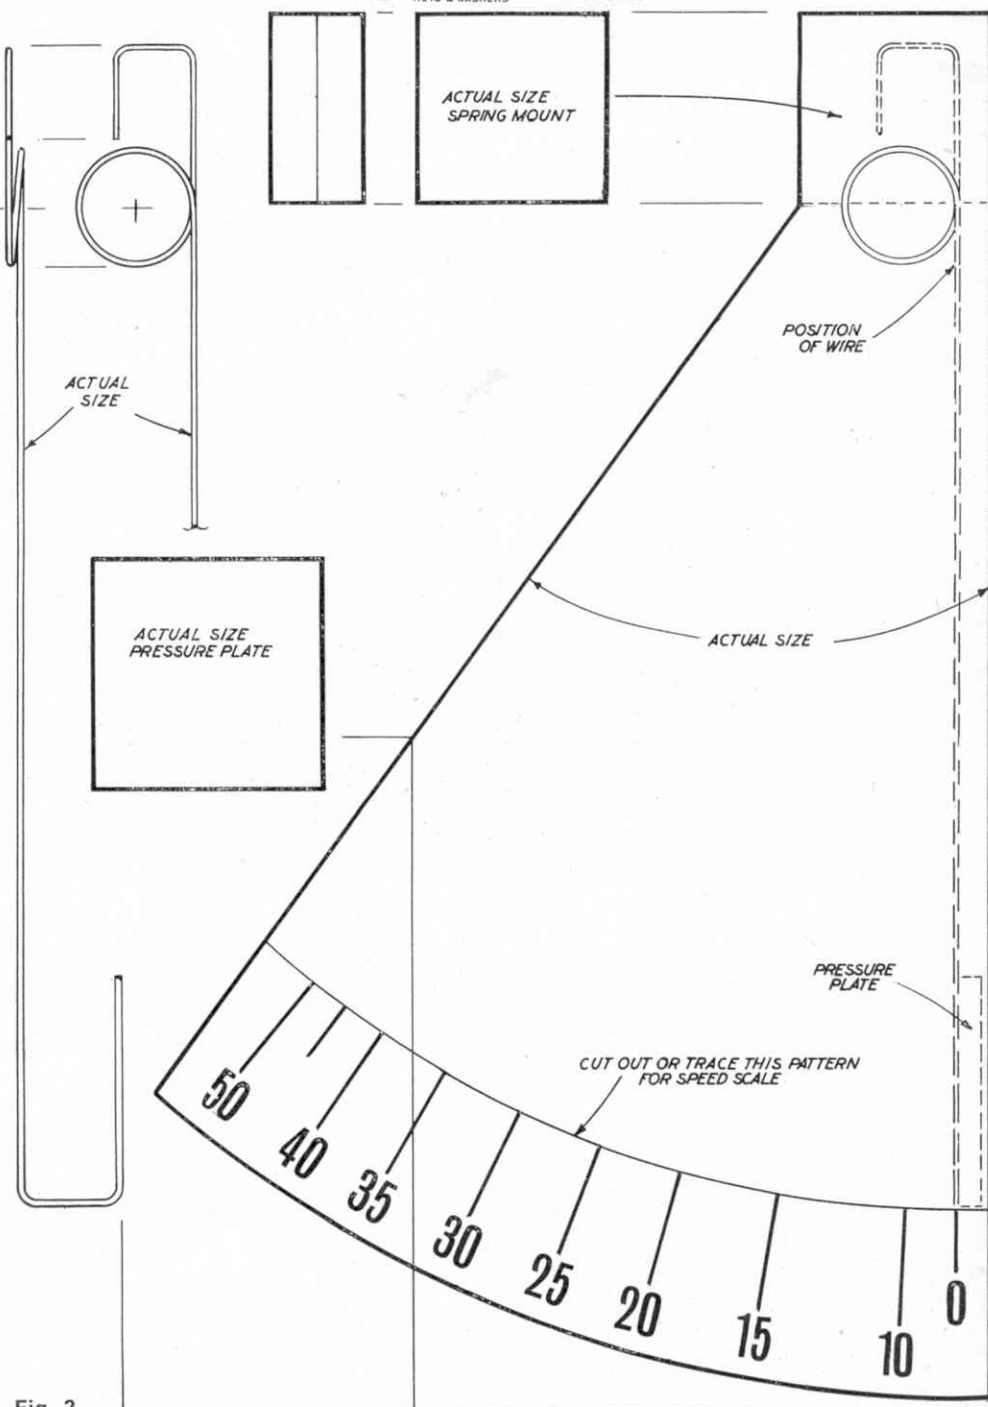 ACTUAL SIZE
SPRING MOUNT
POSITION
OF WIRE
ACTUAL
SIZE
ACTUAL SIZE
PRESSURE PLATE
ACTUAL SIZE
PRESSURE
PLATE
CUT OUT OR TRACE THIS PATTERN
FOR SPEED SCALE
50
40
35
30
25
20
15
10
0
Fig. 2